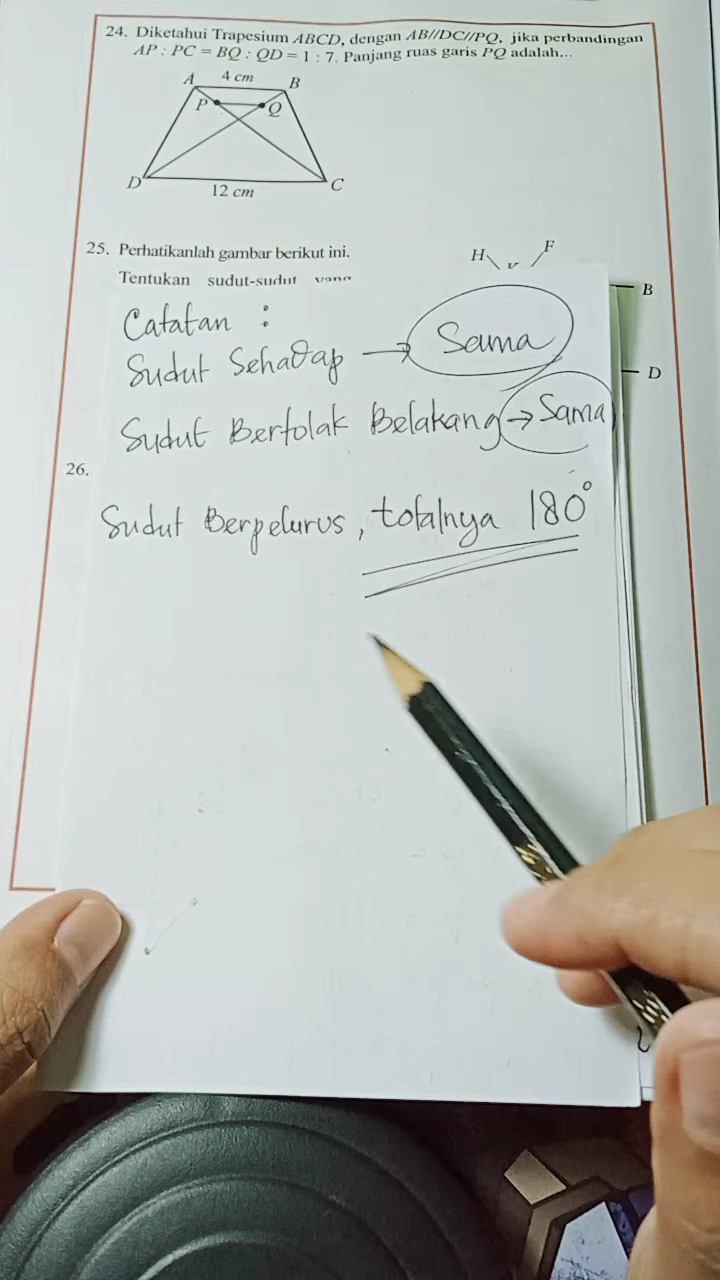 24. Diketahui Trapesium ABCD, dengan AB//DC//PQ, jika perbandingan
AP : PC = BQ : QD = 1 : 7. Panjang ruas garis PQ adalah...
A 4 cm B
P Q
D 12 cm C
25. Perhatikanlah gambar berikut ini.
H F
Tentukan sudut-sudut yang
B
Catatan :
Sudut Sehadap → Sama
D
Sudut Bertolak Belakang → Sama
26.
Sudut Berpelurus, totalnya 180°